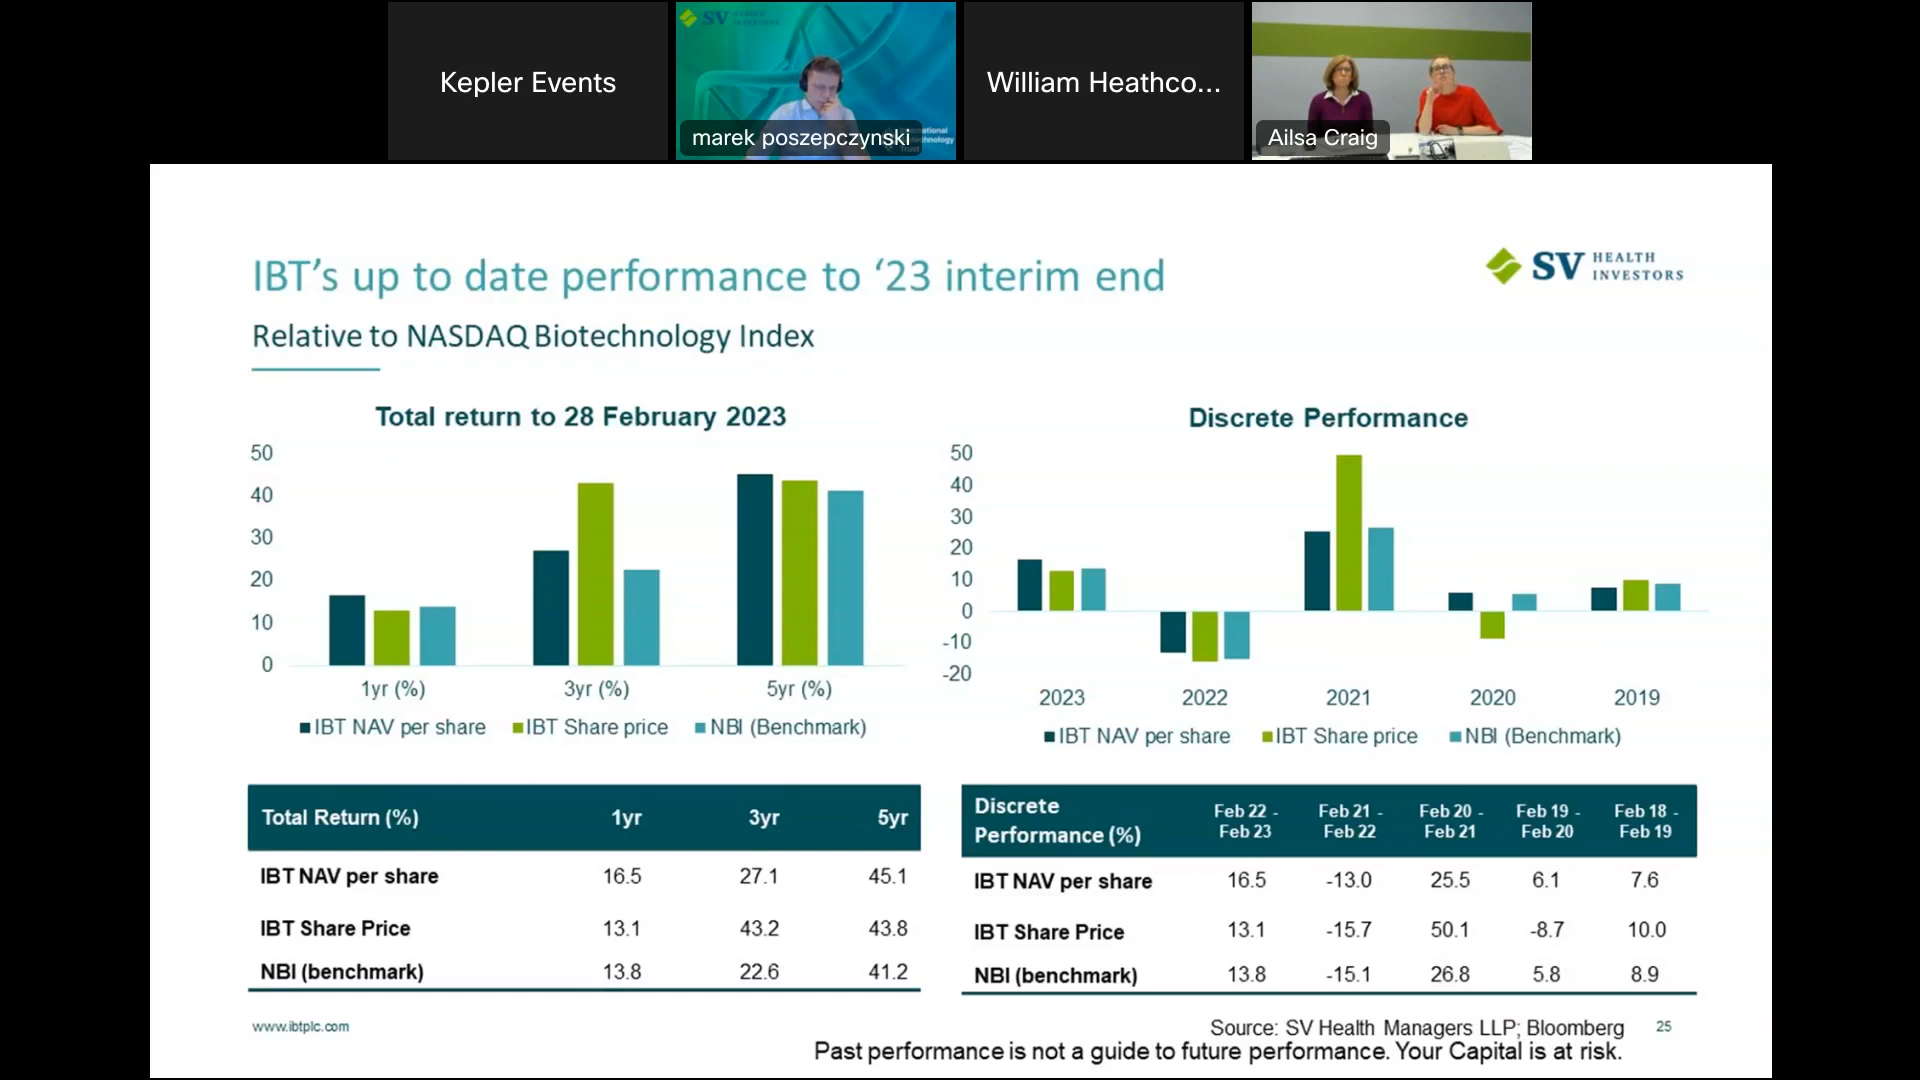 Kepler Events
SV HEALTH INVESTORS
marek poszepczynski
William Heathco...
Ailsa Craig
IBT's up to date performance to ‘23 interim end
SV HEALTH
INVESTORS
Relative to NASDAQ Biotechnology Index
Total return to 28 February 2023
50
40
30
20
10
0
1yr (%) 3yr (%) 5yr (%)
IBT NAV per share IBT Share price NBI (Benchmark)
Discrete Performance
50
40
30
20
10
0
-10
-20
2023 2022 2021 2020 2019
IBT NAV per share IBT Share price NBI (Benchmark)
Total Return (%) 1yr 3yr 5yr
IBT NAV per share 16.5 27.1 45.1
IBT Share Price 13.1 43.2 43.8
NBI (benchmark) 13.8 22.6 41.2
Discrete
Performance (%)
Feb 22 - Feb 21 - Feb 20 - Feb 19 - Feb 18 -
Feb 23 Feb 22 Feb 21 Feb 20 Feb 19
IBT NAV per share 16.5 -13.0 25.5 6.1 7.6
IBT Share Price 13.1 -15.7 50.1 -8.7 10.0
NBI (benchmark) 13.8 -15.1 26.8 5.8 8.9
www.ibtplc.com
Source: SV Health Managers LLP; Bloomberg 25
Past performance is not a guide to future performance. Your Capital is at risk.